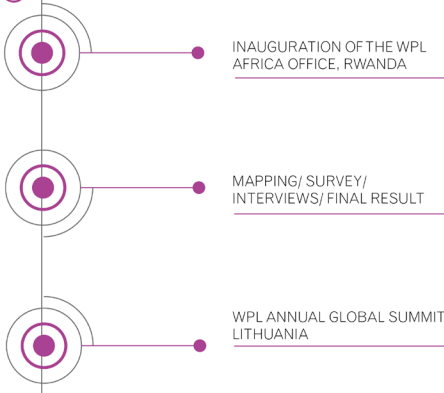 INAUGURATION OF THE WPL
AFRICA OFFICE, RWANDA
MAPPING/ SURVEY/
INTERVIEWS/ FINAL RESULT
WPL ANNUAL GLOBAL SUMMIT
LITHUANIA